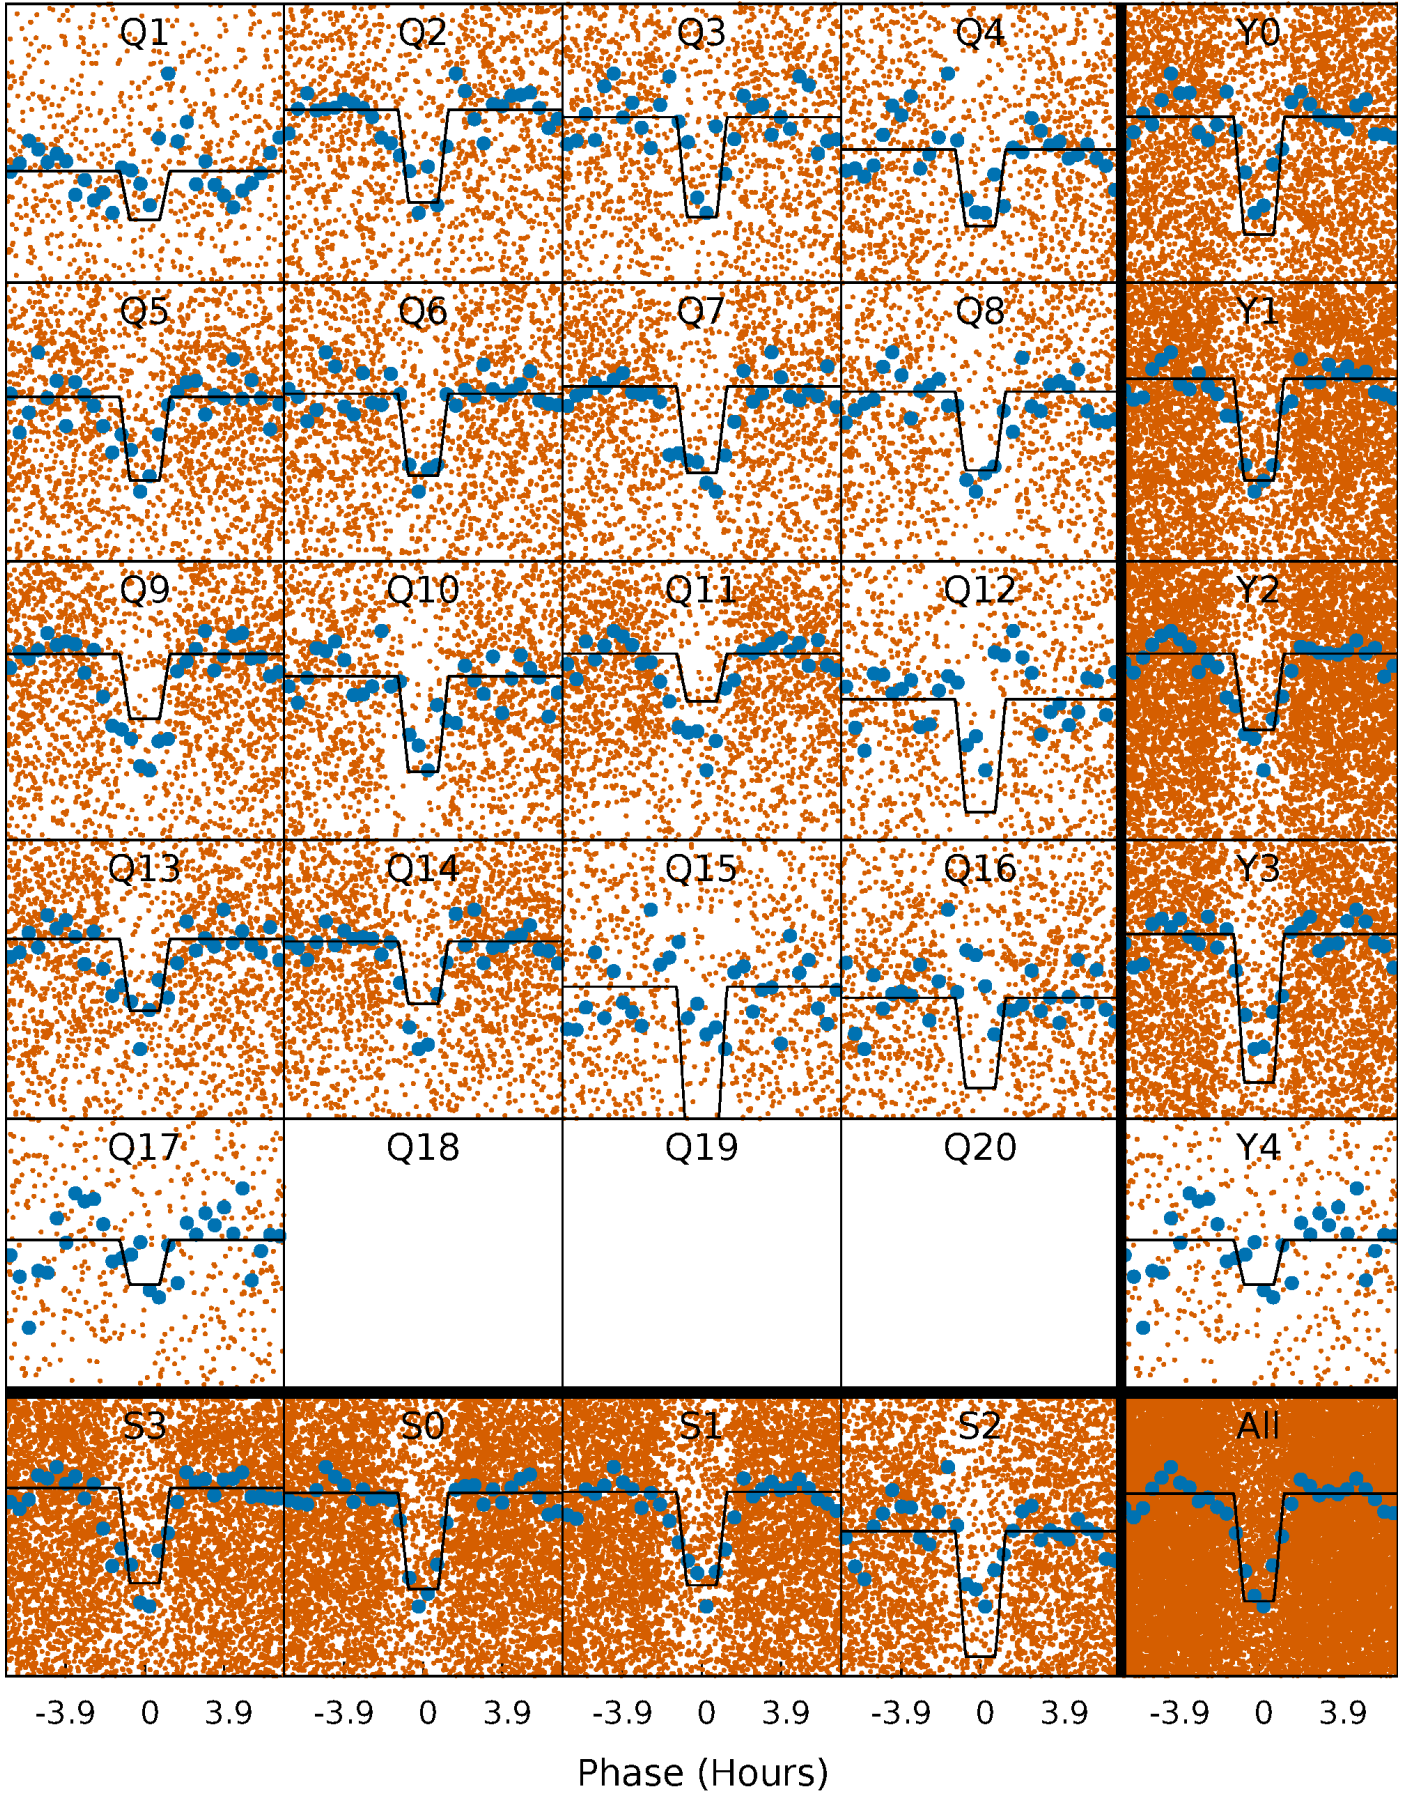 Q1 Q2 Q3 Q4 Y0
Q5 Q6 Q7 Q8 Y1
Q9 Q10 Q11 Q12 Y2
Q13 Q14 Q15 Q16 Y3
Q17 Q18 Q19 Q20 Y4
S3 S0 S1 S2 All
-3.9 0 3.9 -3.9 0 3.9 -3.9 0 3.9 -3.9 0 3.9 -3.9 0 3.9
Phase (Hours)